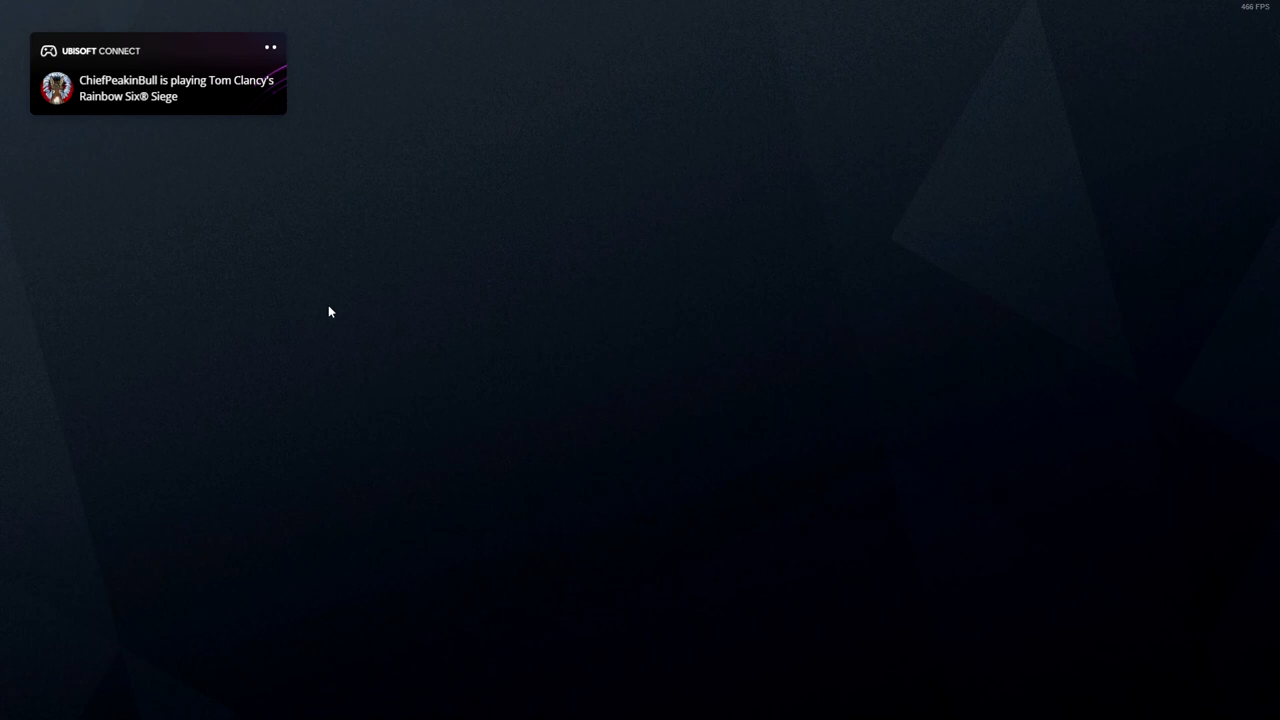 466 FPS
UBISOFT CONNECT
ChiefPeakinBull is playing Tom Clancy's
Rainbow Six® Siege